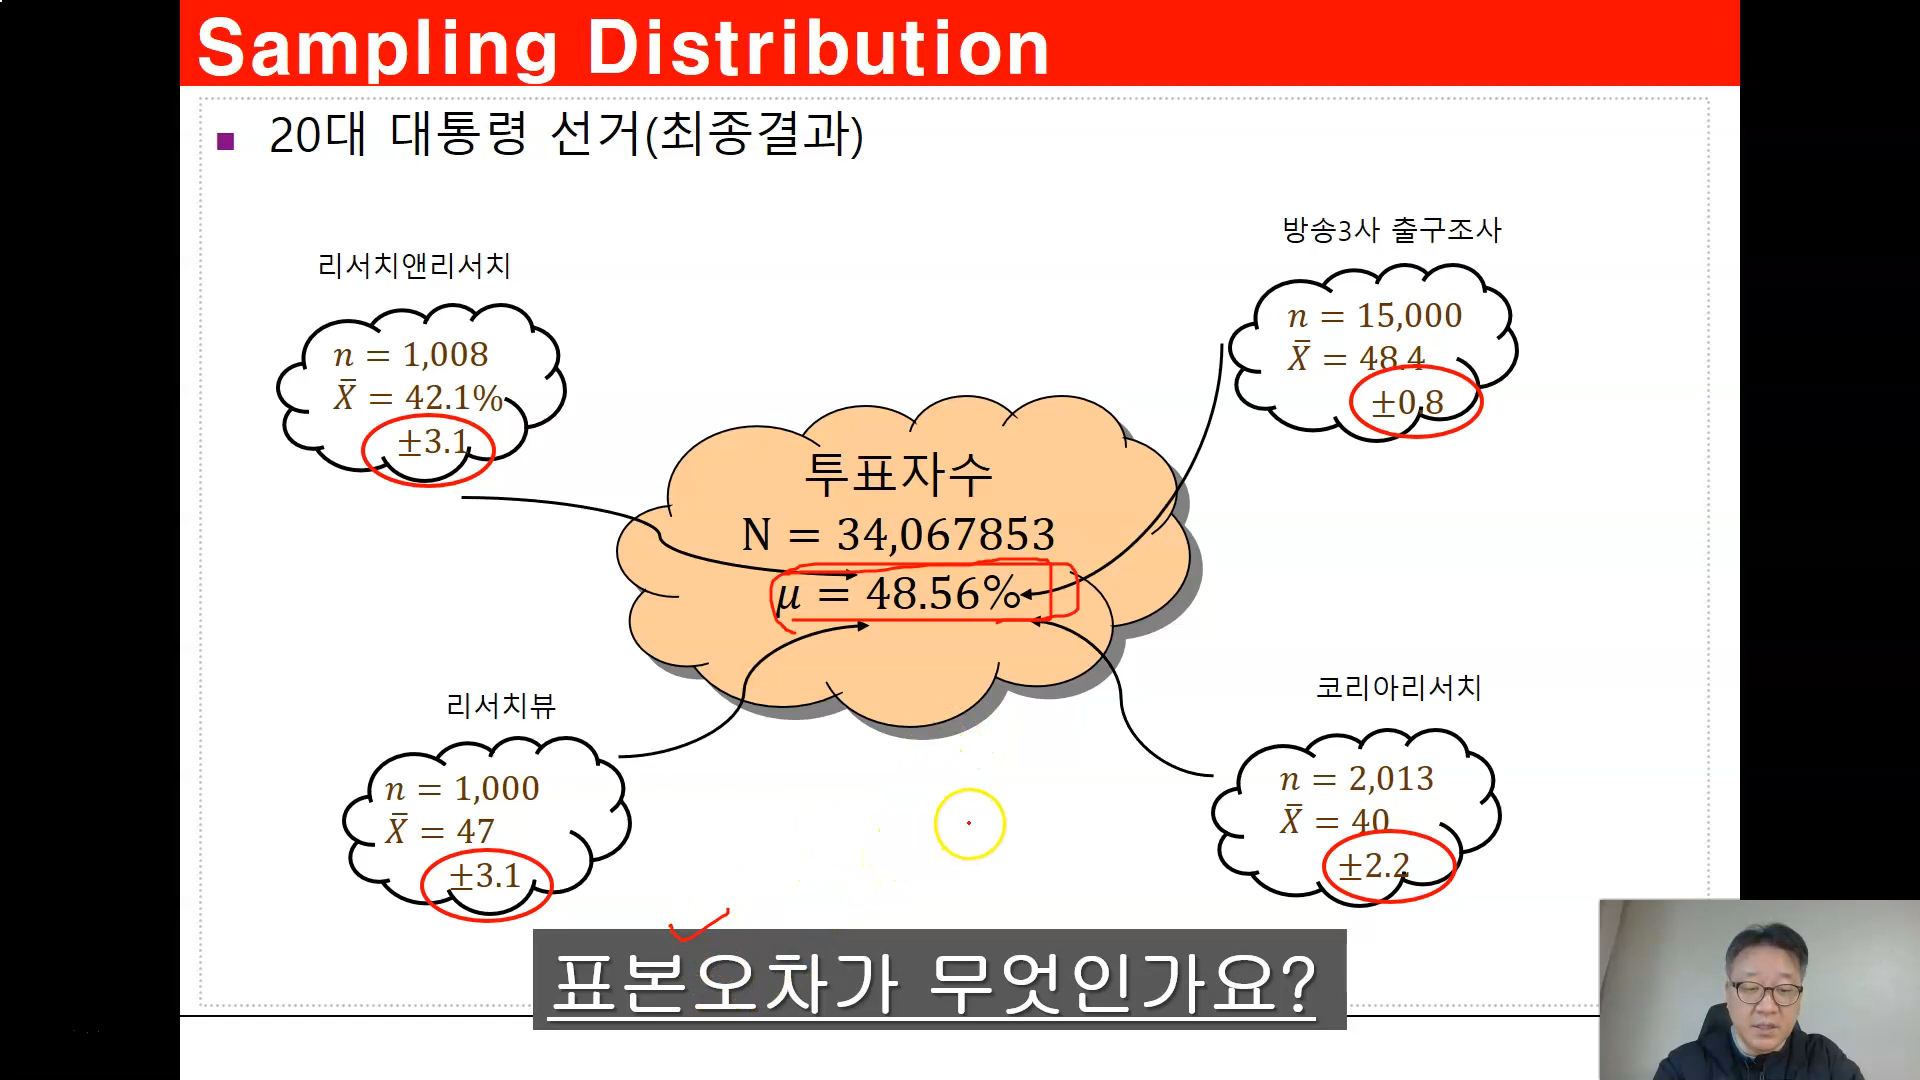 Sampling Distribution
20대 대통령 선거(최종결과)
리서치앤리서치
n = 1,008
X̄ = 42.1%
±3.1
방송3사 출구조사
n = 15,000
X̄ = 48.4
±0.8
투표자수
N = 34,067853
μ = 48.56%
리서치뷰
n = 1,000
X̄ = 47
±3.1
코리아리서치
n = 2,013
X̄ = 40
±2.2
표본오차가 무엇인가요?